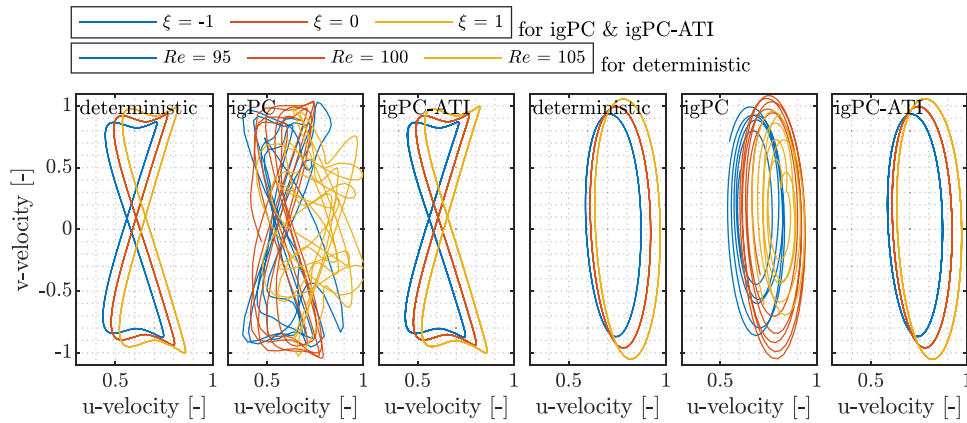 ξ = -1 ξ = 0 ξ = 1 for igPC & igPC-ATI
Re = 95 Re = 100 Re = 105 for deterministic
deterministic igPC igPC-ATI deterministic igPC igPC-ATI
1
0.5
0
-0.5
-1
v-velocity [-]
0.5 1 0.5 1 0.5 1 0.5 1 0.5 1 0.5 1
u-velocity [-] u-velocity [-] u-velocity [-] u-velocity [-] u-velocity [-] u-velocity [-]